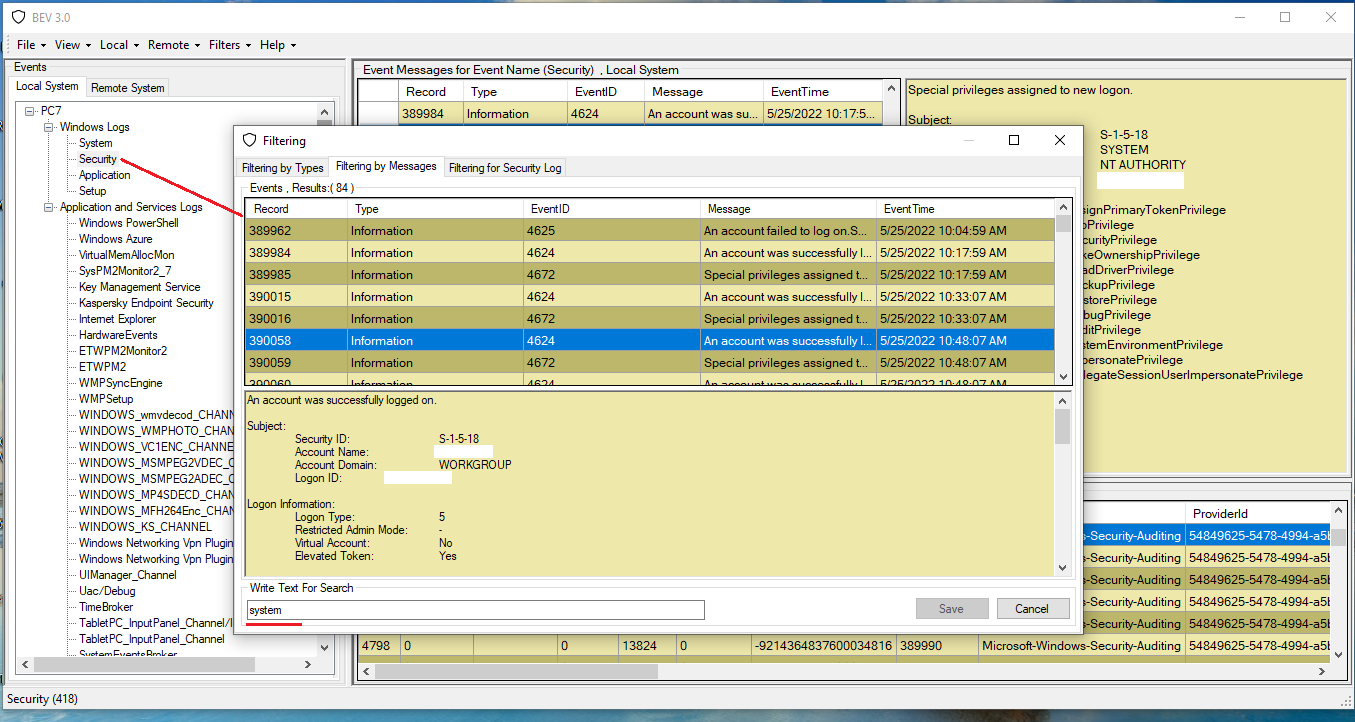 BEV 3.0
File View Local Remote Filters Help
Events
Local System Remote System
PC7
Windows Logs
System
Security
Application
Setup
Application and Services Logs
Windows PowerShell
Windows Azure
VirtualMemAllocMon
SysPM2Monitor2_7
Key Management Service
Kaspersky Endpoint Security
Internet Explorer
HardwareEvents
ETWPM2Monitor2
ETWPM2
WMPSyncEngine
WMPSetup
WINDOWS_wmvdecod_CHANN
WINDOWS_WMPHOTO_CHAN
WINDOWS_VC1ENC_CHANNE
WINDOWS_MSMPEG2VDEC_C
WINDOWS_MSMPEG2ADEC_C
WINDOWS_MP4SDECD_CHAN
WINDOWS_MFH264Enc_CHANN
WINDOWS_KS_CHANNEL
Windows Networking Vpn Plugin
Windows Networking Vpn Plugin
UIManager_Channel
Uac/Debug
TimeBroker
TabletPC_InputPanel_Channel/I
TabletPC_InputPanel_Channel
SystemEventsBroker
Security (418)
Event Messages for Event Name (Security) , Local System
Record Type EventID Message EventTime
389984 Information 4624 An account was su... 5/25/2022 10:17:5...
Special privileges assigned to new logon.
Subject:
S-1-5-18
SYSTEM
NT AUTHORITY
signPrimaryTokenPrivilege
bPrivilege
curityPrivilege
keOwnershipPrivilege
adDriverPrivilege
ckupPrivilege
storePrivilege
bugPrivilege
ditPrivilege
stemEnvironmentPrivilege
personatePrivilege
legateSessionUserImpersonatePrivilege
Filtering
Filtering by Types Filtering by Messages Filtering for Security Log
Events , Results:( 84 )
Record Type EventID Message EventTime
389962 Information 4625 An account failed to log on.S... 5/25/2022 10:04:59 AM
389984 Information 4624 An account was successfully l... 5/25/2022 10:17:59 AM
389985 Information 4672 Special privileges assigned t... 5/25/2022 10:17:59 AM
390015 Information 4624 An account was successfully l... 5/25/2022 10:33:07 AM
390016 Information 4672 Special privileges assigned t... 5/25/2022 10:33:07 AM
390058 Information 4624 An account was successfully l... 5/25/2022 10:48:07 AM
390059 Information 4672 Special privileges assigned t... 5/25/2022 10:48:07 AM
390060 Information 4624 An account was successfully l... 5/25/2022 10:48:07 AM
An account was successfully logged on.
Subject:
Security ID: S-1-5-18
Account Name:
Account Domain: WORKGROUP
Logon ID:
Logon Information:
Logon Type: 5
Restricted Admin Mode: -
Virtual Account: No
Elevated Token: Yes
Write Text For Search
system
Save Cancel
ProviderId
s-Security-Auditing 54849625-5478-4994-a5b
s-Security-Auditing 54849625-5478-4994-a5b
s-Security-Auditing 54849625-5478-4994-a5b
s-Security-Auditing 54849625-5478-4994-a5b
s-Security-Auditing 54849625-5478-4994-a5b
4798 0 0 13824 0 -9214364837600034816 389990 Microsoft-Windows-Security-Auditing 54849625-5478-4994-a5b